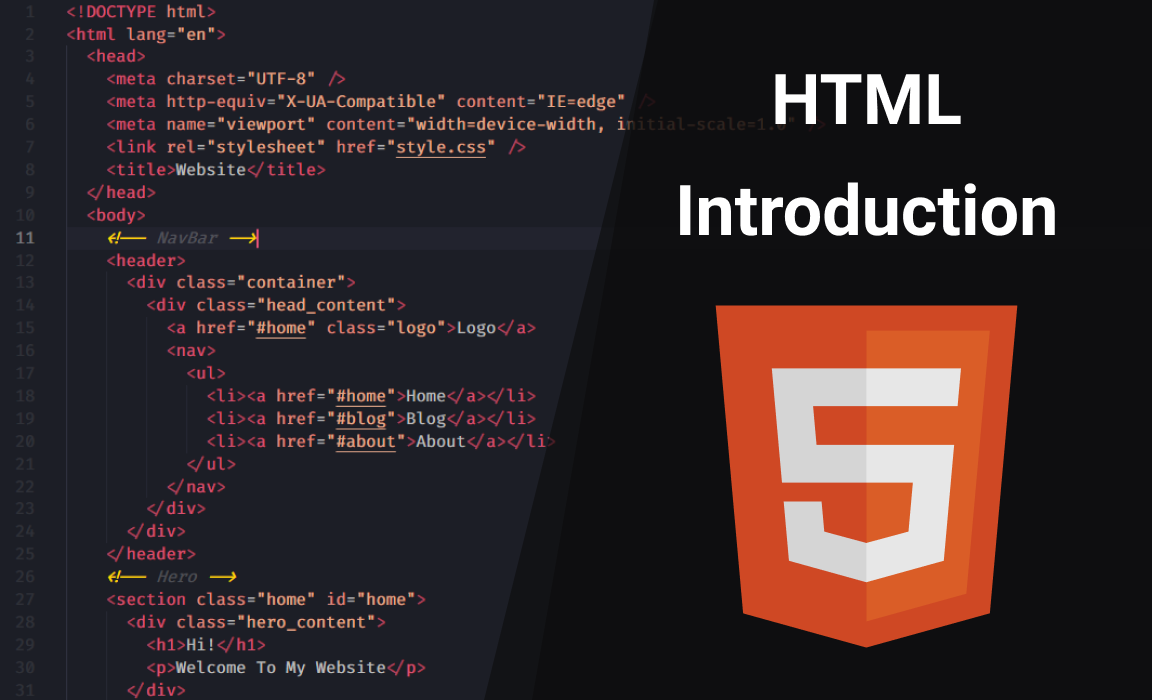 1 <!DOCTYPE html>
2 <html lang="en">
3 <head>
4 <meta charset="UTF-8" />
5 <meta http-equiv="X-UA-Compatible" content="IE=edge" />
6 <meta name="viewport" content="width=device-width, initial-scale=1.0" />
7 <link rel="stylesheet" href="style.css" />
8 <title>Website</title>
9 </head>
10 <body>
11 <!-- NavBar -->
12 <header>
13 <div class="container">
14 <div class="head_content">
15 <a href="#home" class="logo">Logo</a>
16 <nav>
17 <ul>
18 <li><a href="#home">Home</a></li>
19 <li><a href="#blog">Blog</a></li>
20 <li><a href="#about">About</a></li>
21 </ul>
22 </nav>
23 </div>
24 </div>
25 </header>
26 <!-- Hero -->
27 <section class="home" id="home">
28 <div class="hero_content">
29 <h1>Hi!</h1>
30 <p>Welcome To My Website</p>
31 </div>
HTML
Introduction
5